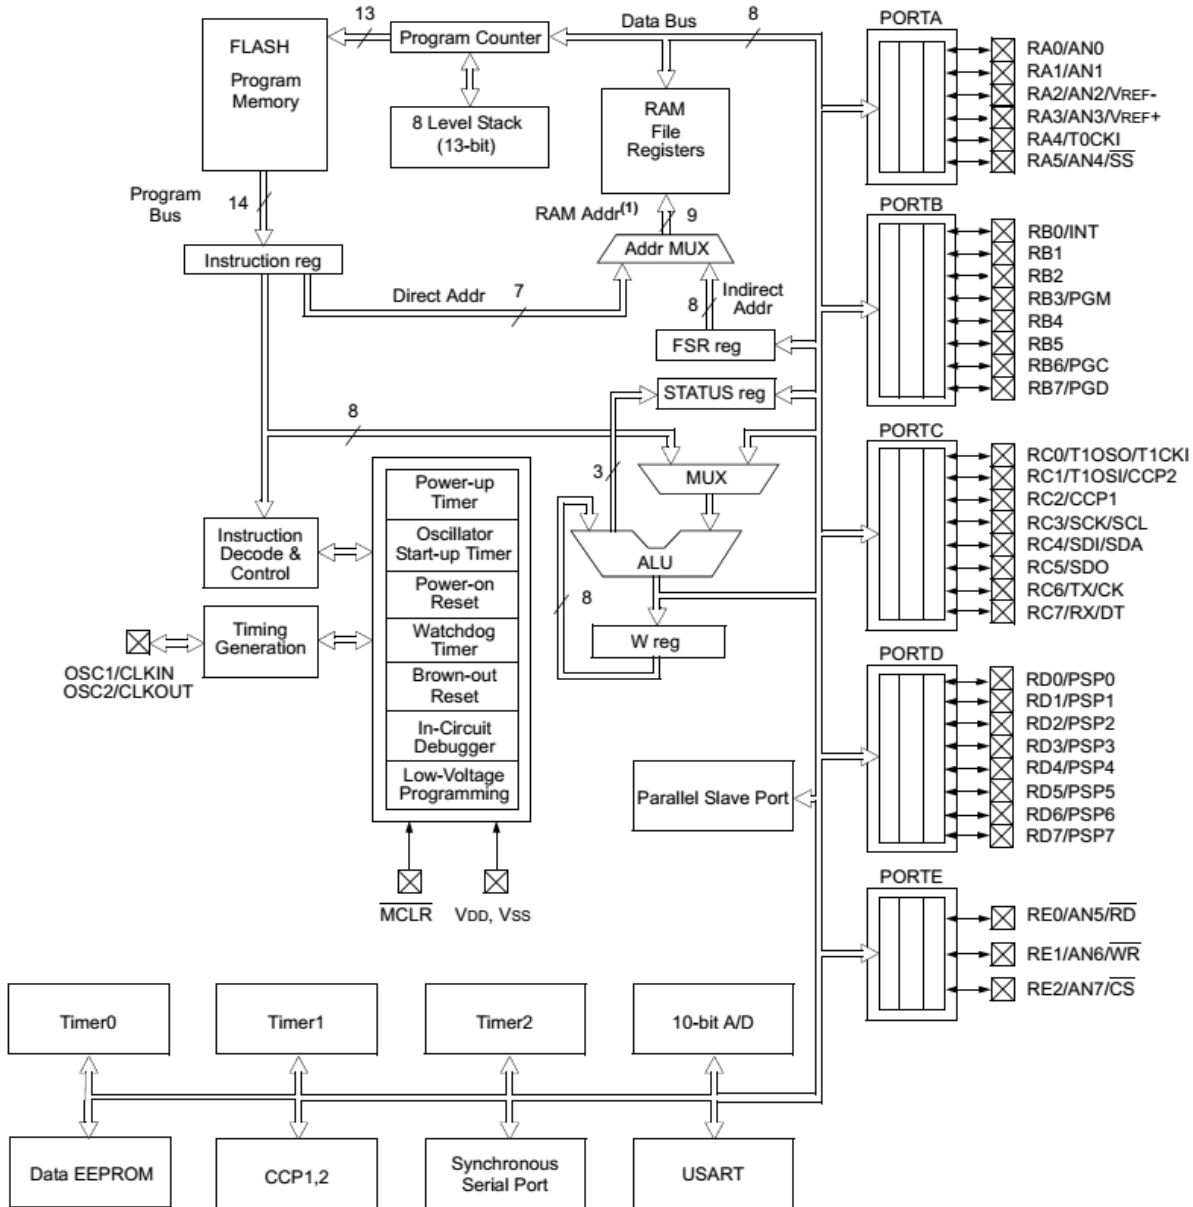 13
Data Bus
8
PORTA
FLASH
Program
Memory
Program Counter
RA0/AN0
RA1/AN1
RA2/AN2/VREF-
RA3/AN3/VREF+
RA4/T0CKI
RA5/AN4/SS
8 Level Stack
(13-bit)
RAM
File
Registers
Program
Bus
14
RAM Addr(1)
9
PORTB
Instruction reg
Addr MUX
RB0/INT
RB1
RB2
RB3/PGM
RB4
RB5
RB6/PGC
RB7/PGD
Direct Addr
7
8
Indirect
Addr
FSR reg
STATUS reg
8
PORTC
3
MUX
RC0/T1OSO/T1CKI
RC1/T1OSI/CCP2
RC2/CCP1
RC3/SCK/SCL
RC4/SDI/SDA
RC5/SDO
RC6/TX/CK
RC7/RX/DT
Power-up
Timer
Oscillator
Start-up Timer
Power-on
Reset
Watchdog
Timer
Brown-out
Reset
In-Circuit
Debugger
Low-Voltage
Programming
Instruction
Decode &
Control
Timing
Generation
OSC1/CLKIN
OSC2/CLKOUT
ALU
8
W reg
PORTD
RD0/PSP0
RD1/PSP1
RD2/PSP2
RD3/PSP3
RD4/PSP4
RD5/PSP5
RD6/PSP6
RD7/PSP7
Parallel Slave Port
MCLR
VDD, VSS
PORTE
RE0/AN5/RD
RE1/AN6/WR
RE2/AN7/CS
Timer0
Timer1
Timer2
10-bit A/D
Data EEPROM
CCP1,2
Synchronous
Serial Port
USART